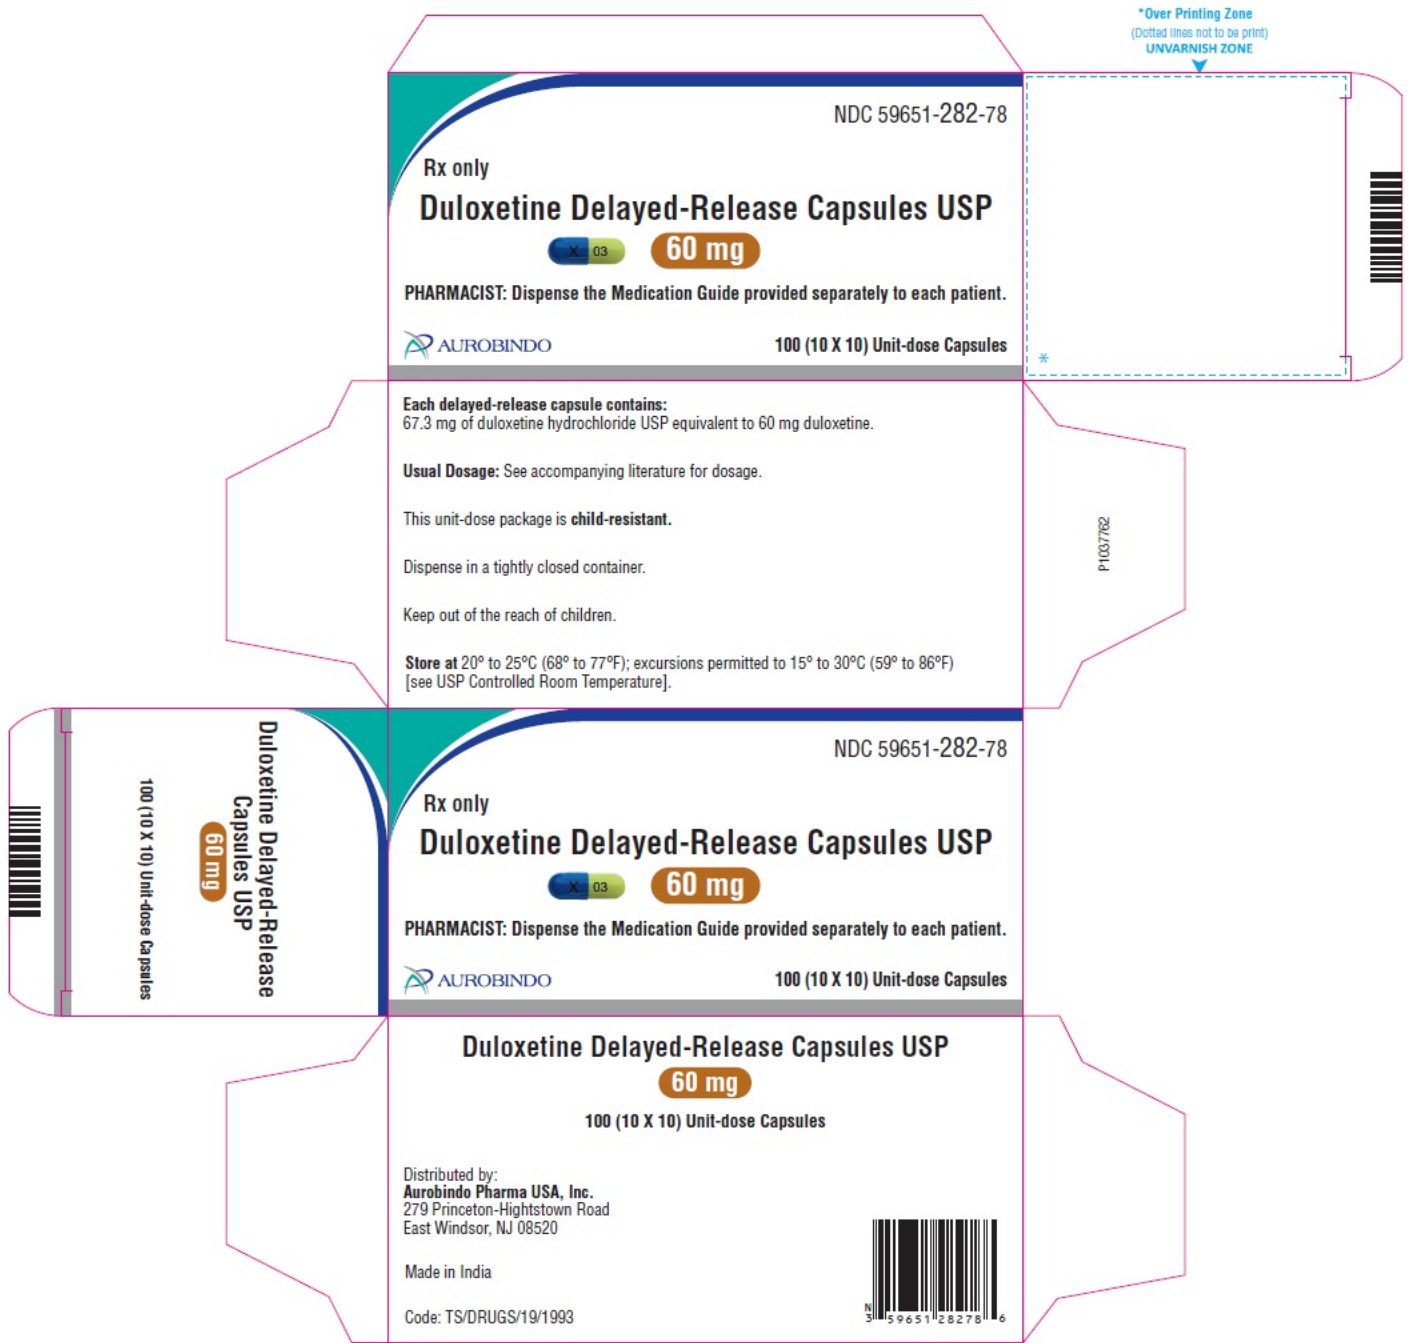 *Over Printing Zone
(Dotted lines not to be print)
UNVARNISH ZONE
NDC 59651-282-78
Rx only
Duloxetine Delayed-Release Capsules USP
X 03
60 mg
PHARMACIST: Dispense the Medication Guide provided separately to each patient.
AUROBINDO
100 (10 X 10) Unit-dose Capsules
*
Each delayed-release capsule contains:
67.3 mg of duloxetine hydrochloride USP equivalent to 60 mg duloxetine.
Usual Dosage: See accompanying literature for dosage.
This unit-dose package is child-resistant.
Dispense in a tightly closed container.
Keep out of the reach of children.
Store at 20º to 25ºC (68º to 77ºF); excursions permitted to 15º to 30ºC (59º to 86ºF)
[see USP Controlled Room Temperature].
P1037762
Duloxetine Delayed-Release
Capsules USP
60 mg
100 (10 X 10) Unit-dose Capsules
NDC 59651-282-78
Rx only
Duloxetine Delayed-Release Capsules USP
X 03
60 mg
PHARMACIST: Dispense the Medication Guide provided separately to each patient.
AUROBINDO
100 (10 X 10) Unit-dose Capsules
Duloxetine Delayed-Release Capsules USP
60 mg
100 (10 X 10) Unit-dose Capsules
Distributed by:
Aurobindo Pharma USA, Inc.
279 Princeton-Hightstown Road
East Windsor, NJ 08520
Made in India
Code: TS/DRUGS/19/1993
N
3 59651 28278 6